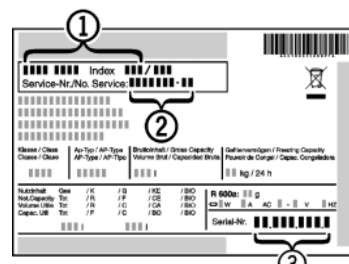 1
Index /
Service-Nr./No. Service: -
2
Klasse / Class
Classe / Clase
Ap-Typ / AP-Type
AP-Type / AP-Tipo
Bruttoinhalt / Gross Capacity
Volume Brut / Capacidad Bruta
Gefriervermögen / Freezing Capacity
Pouvoir de Congel / Capac. Congeladora
l
kg / 24 h
Nutzinhalt Ges / K / G / KE / BIO
Net.Capacity Tot / R / F / CE / BIO
Volume Utile Tot / R / C / CA / BIO
Capac. Util Tot / F / C / BO / BIO
l l
R 600a: g
W A AC - V HZ
Serial-Nr.
3